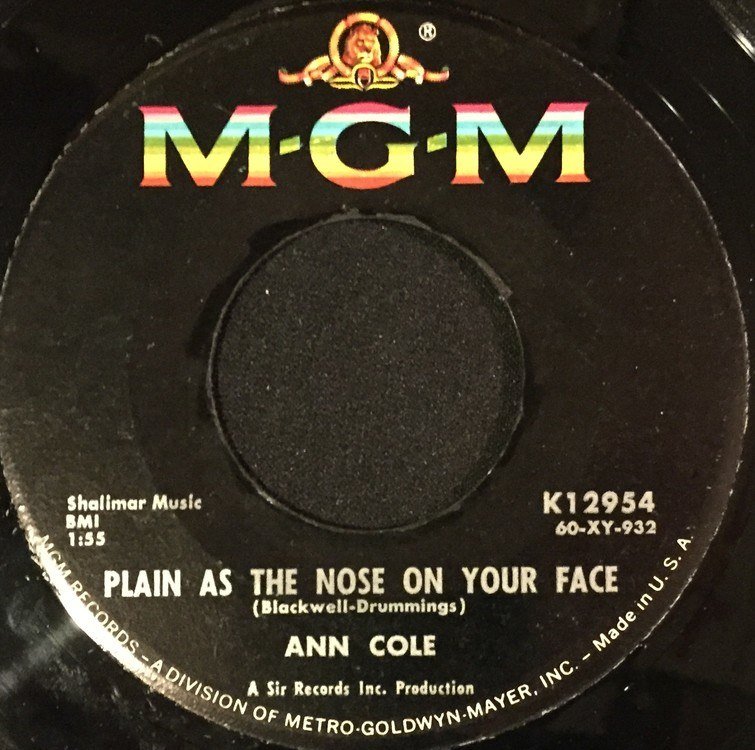 ®
M-G-M
Shalimar Music
BMI
1:55
K12954
60-XY-932
PLAIN AS THE NOSE ON YOUR FACE
(Blackwell-Drummings)
ANN COLE
A Sir Records Inc. Production
MGM RECORDS – A DIVISION OF METRO-GOLDWYN-MAYER, INC. – Made in U. S. A.